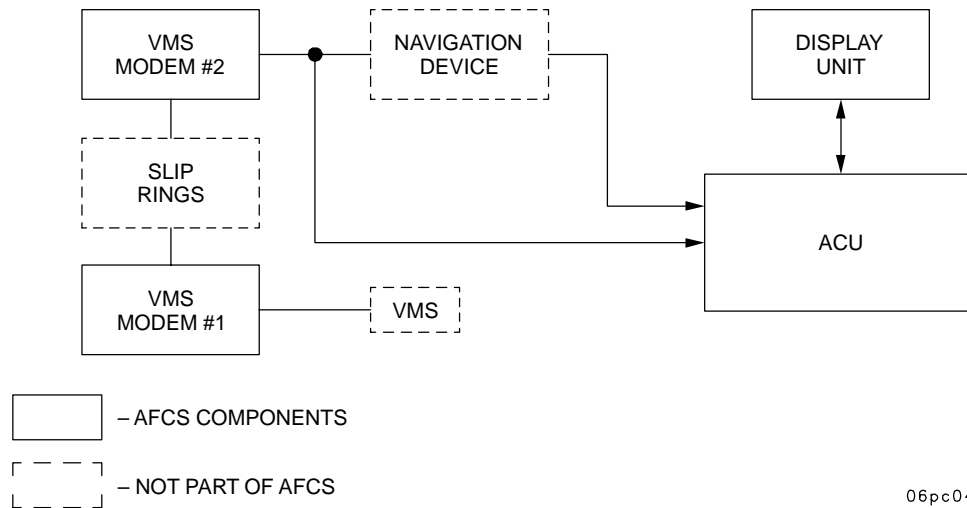 VMS
MODEM #2
NAVIGATION
DEVICE
DISPLAY
UNIT
SLIP
RINGS
ACU
VMS
MODEM #1
VMS
– AFCS COMPONENTS
– NOT PART OF AFCS
06pc04